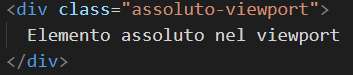 <div class="assoluto-viewport">
Elemento assoluto nel viewport
</div>